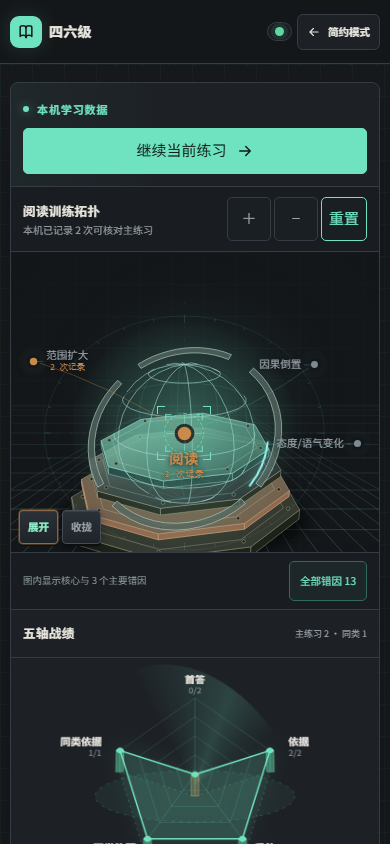 四六级
← 简约模式
本机学习数据
继续当前练习 →
阅读训练拓扑
本机已记录 2 次可核对主练习
+ − 重置
范围扩大
2 次记录
因果倒置
态度/语气变化
阅读
次记录
展开 收拢
图内显示核心与 3 个主要错因
全部错因 13
五轴战绩
主练习 2 · 同类 1
首答
0/2
同类依据
1/1
依据
2/2